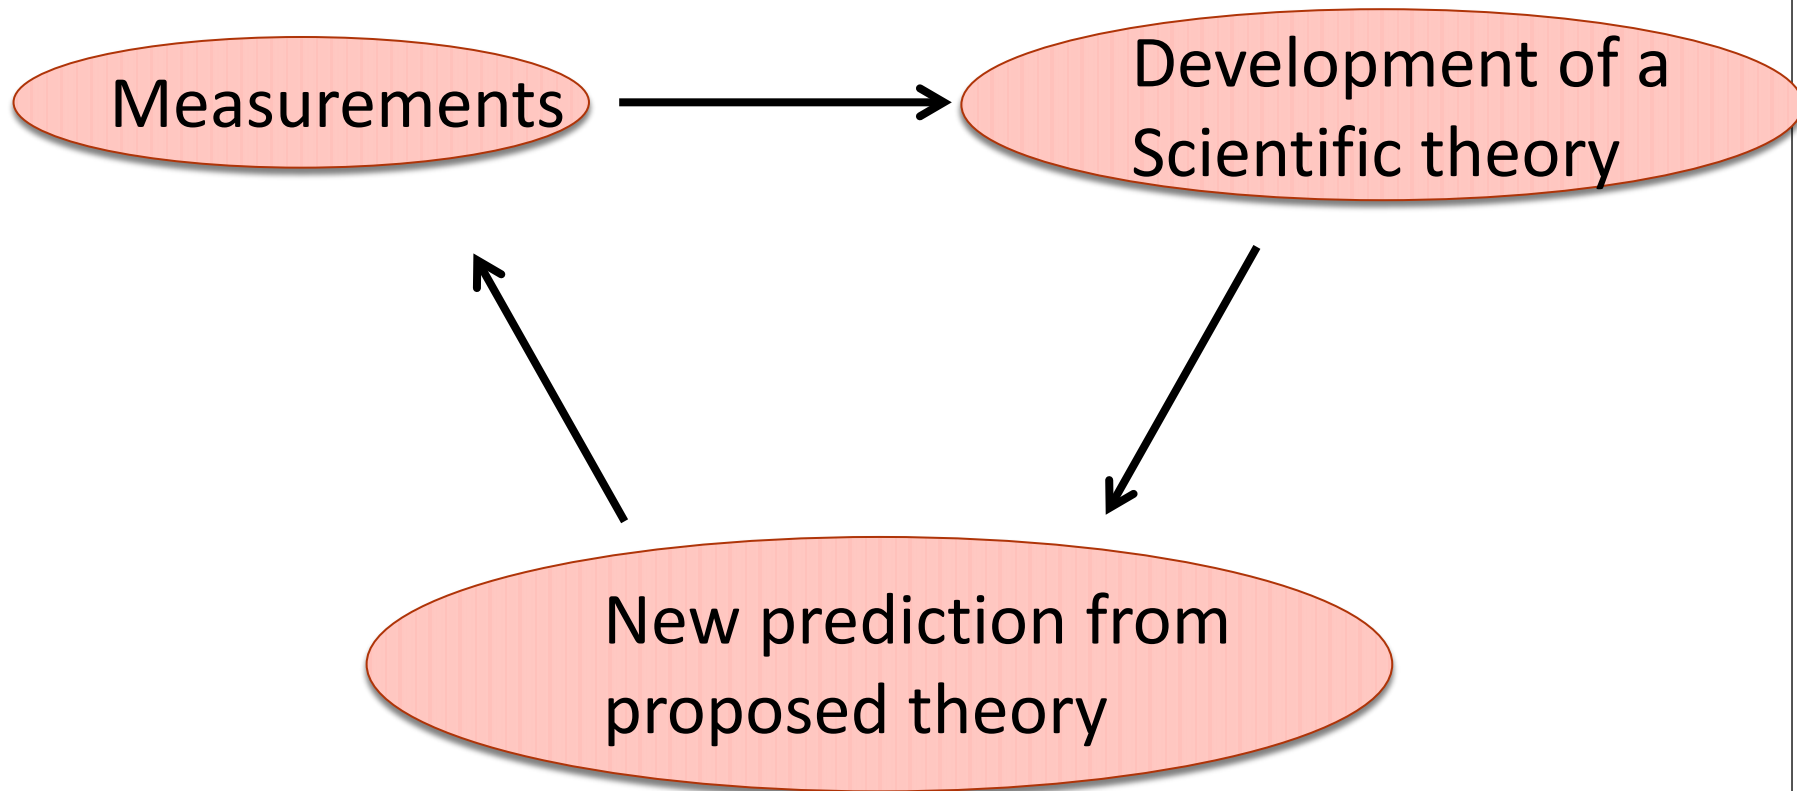 Measurements
Development of a
Scientific theory
New prediction from
proposed theory